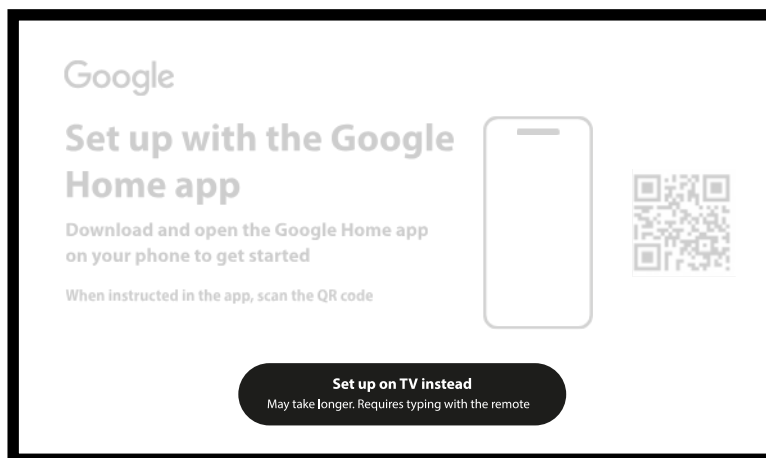 Google
Set up with the Google
Home app
Download and open the Google Home app
on your phone to get started
When instructed in the app, scan the QR code
Set up on TV instead
May take longer. Requires typing with the remote